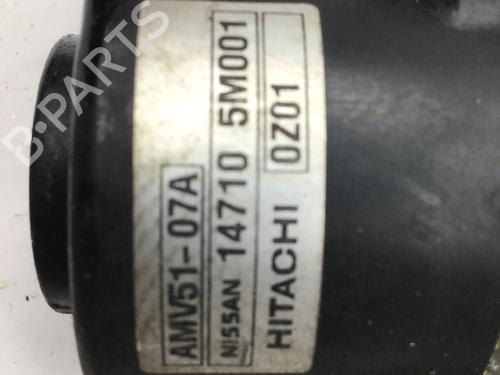 AMV51-07A
NISSAN 14710 5M001
HITACHI 0Z01
B-PARTS